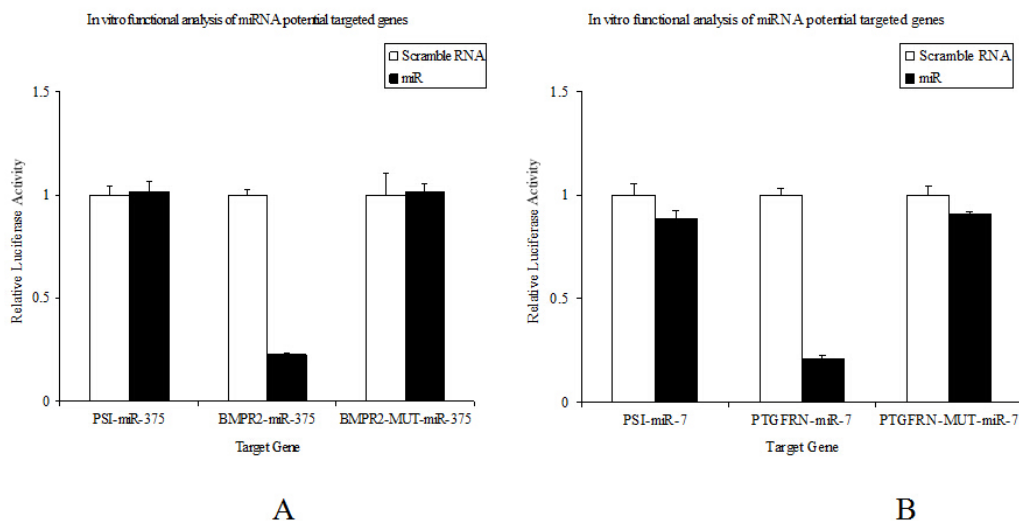 In vitro functional analysis of miRNA potential targeted genes
Scramble RNA
miR
1.5
1
0.5
0
Relative Luciferase Activity
PSI-miR-375
BMPR2-miR-375
BMPR2-MUT-miR-375
Target Gene
A
In vitro functional analysis of miRNA potential targeted genes
Scramble RNA
miR
1.5
1
0.5
0
Relative Luciferase Activity
PSI-miR-7
PTGFRN-miR-7
PTGFRN-MUT-miR-7
Target Gene
B